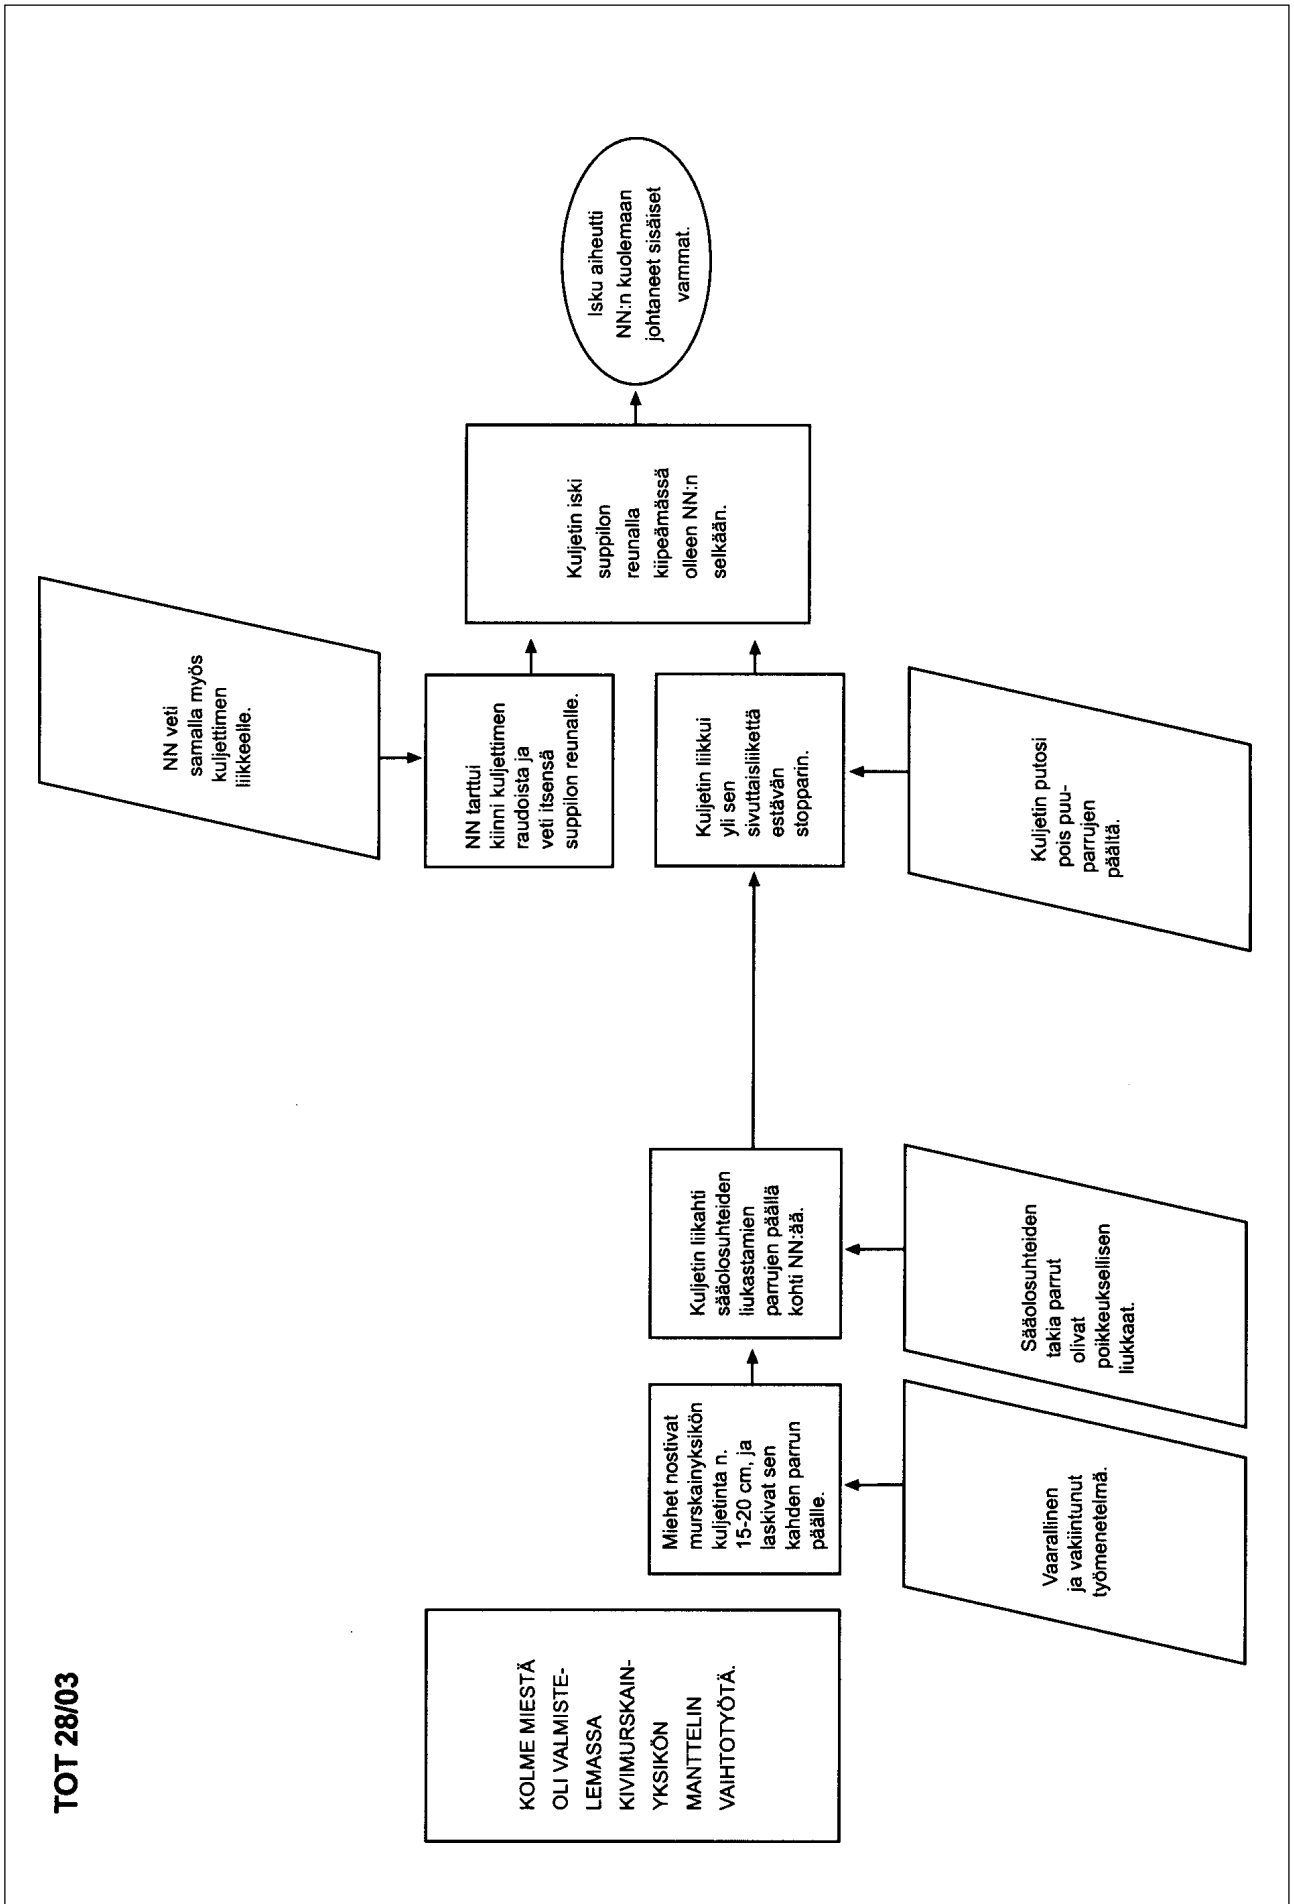 TOT 28/03
KOLME MIESTÄ
OLI VALMISTE-
LEMASSA
KIVIMURSKAIN-
YKSIKÖN
MANTTELIN
VAIHTOTYÖTÄ.
Miehet nostivat
murskainyksikön
kuljetinta n.
15-20 cm, ja
laskivat sen
kahden parrun
päälle.
Vaarallinen
ja vakiintunut
työmenetelmä.
Kuljetin liikahti
sääolosuhteiden
liukastamien
parrujen päällä
kohti NN:ää.
Sääolosuhteiden
takia parrut
olivat
poikkeuksellisen
liukkaat.
NN veti
samalla myös
kuljettimen
liikkeelle.
NN tarttui
kiinni kuljettimen
raudoista ja
veti itsensä
suppilon reunalle.
Kuljetin liikkui
yli sen
sivuttaisliikettä
estävän
stopparin.
Kuljetin putosi
pois puu-
parrujen
päältä.
Kuljetin iski
suppilon
reunalla
kiipeämässä
olleen NN:n
selkään.
Isku aiheutti
NN:n kuolemaan
johtaneet sisäiset
vammat.